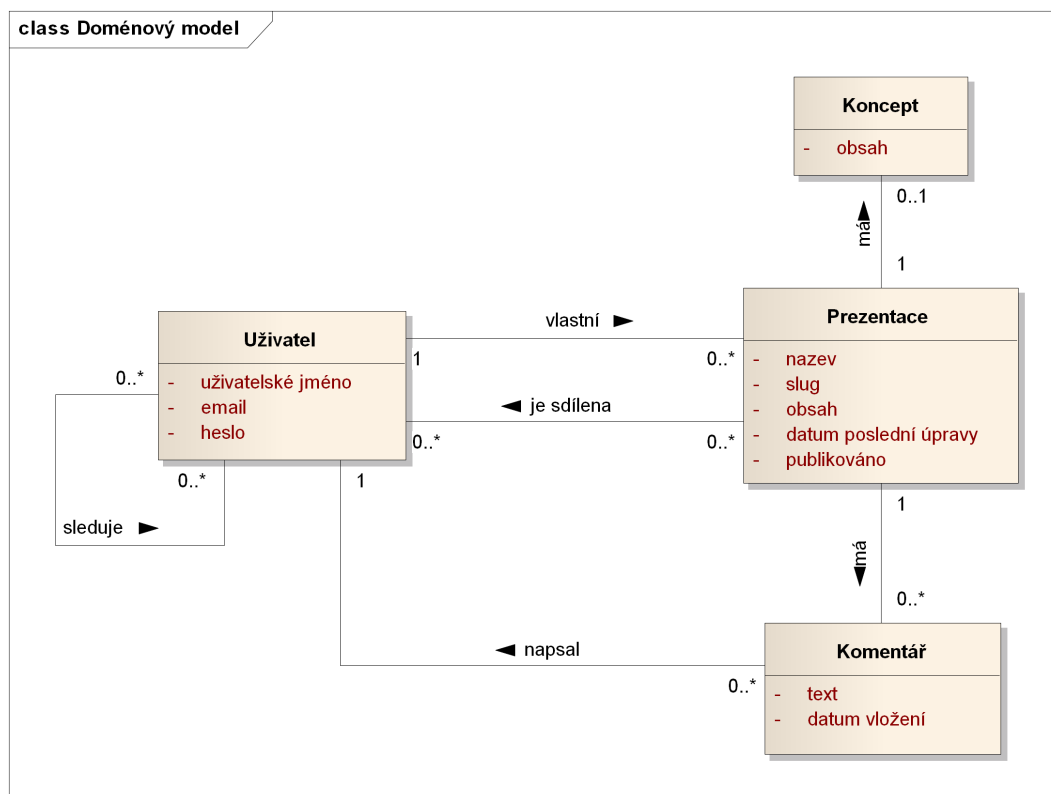 class Doménový model
Koncept
- obsah
0..1
má
1
Prezentace
- nazev
- slug
- obsah
- datum poslední úpravy
- publikováno
vlastní
1
0..*
je sdílena
0..*
0..*
Uživatel
- uživatelské jméno
- email
- heslo
0..*
0..*
sleduje
1
1
má
0..*
napsal
0..*
Komentář
- text
- datum vložení